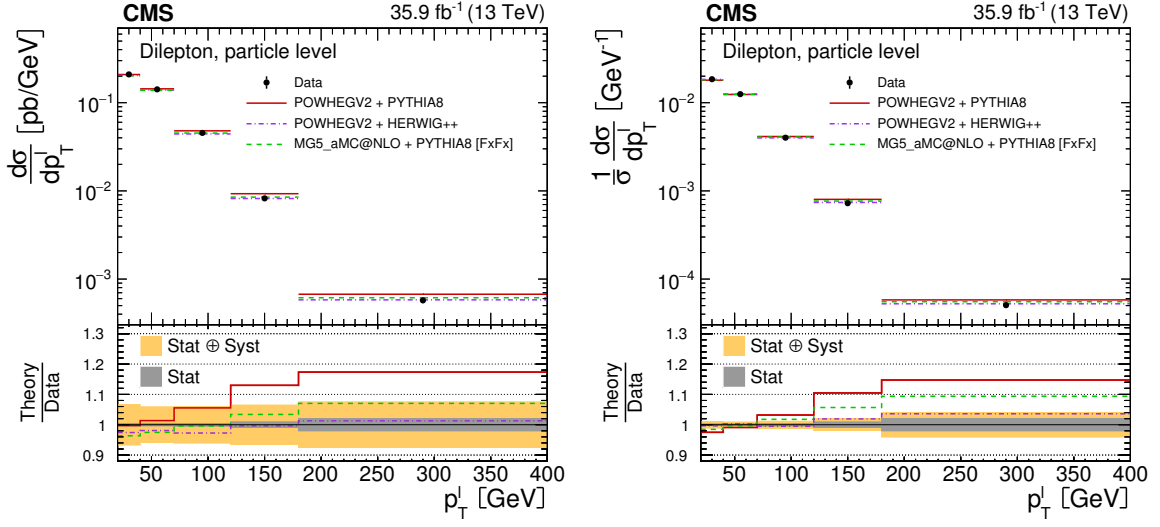 CMS 35.9 fb⁻¹ (13 TeV)
Dilepton, particle level
Data
POWHEGV2 + PYTHIA8
POWHEGV2 + HERWIG++
MG5_aMC@NLO + PYTHIA8 [FxFx]
dσ/dp_T^l [pb/GeV]
10⁻¹
10⁻²
10⁻³
Stat ⊕ Syst
Stat
Theory/Data
1.3
1.2
1.1
1
0.9
50 100 150 200 250 300 350 400
p_T^l [GeV]
CMS 35.9 fb⁻¹ (13 TeV)
Dilepton, particle level
Data
POWHEGV2 + PYTHIA8
POWHEGV2 + HERWIG++
MG5_aMC@NLO + PYTHIA8 [FxFx]
1/σ dσ/dp_T^l [GeV⁻¹]
10⁻²
10⁻³
10⁻⁴
Stat ⊕ Syst
Stat
Theory/Data
1.3
1.2
1.1
1
0.9
50 100 150 200 250 300 350 400
p_T^l [GeV]